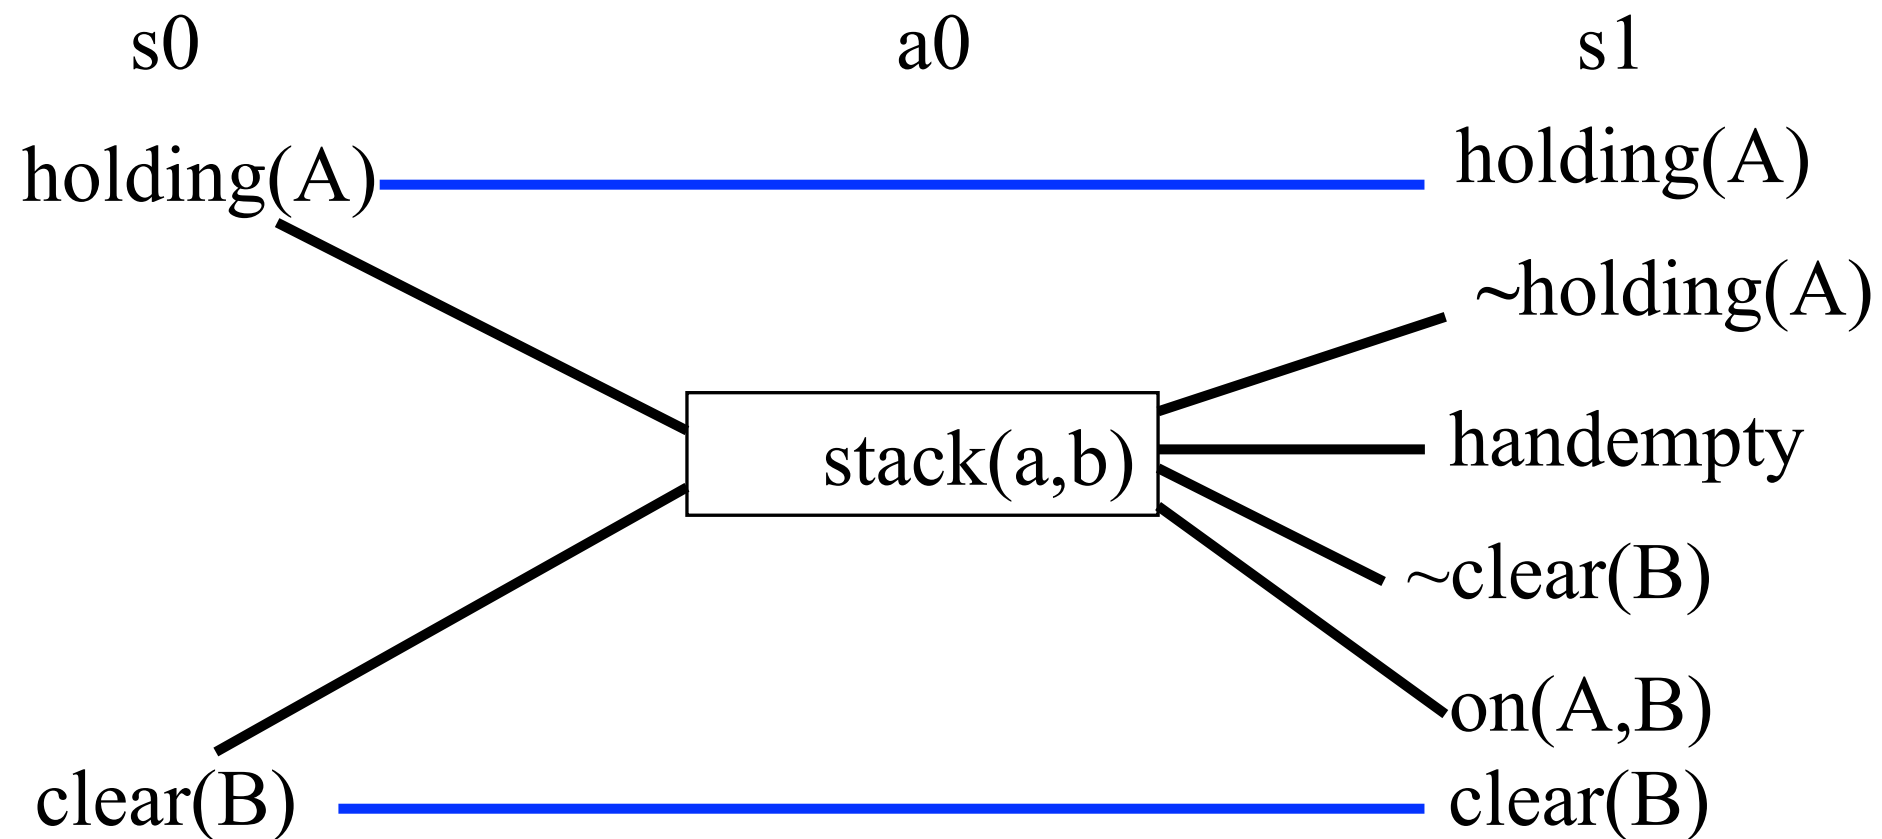 s0 a0 s1
holding(A) holding(A)
~holding(A)
handempty
stack(a,b)
~clear(B)
on(A,B)
clear(B) clear(B)